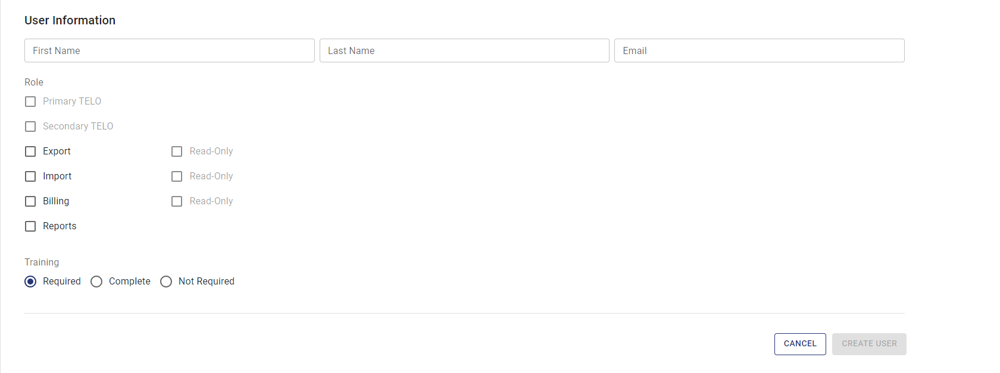 User Information
First Name Last Name Email
Role
Primary TELO
Secondary TELO
Export Read-Only
Import Read-Only
Billing Read-Only
Reports
Training
Required Complete Not Required
CANCEL CREATE USER